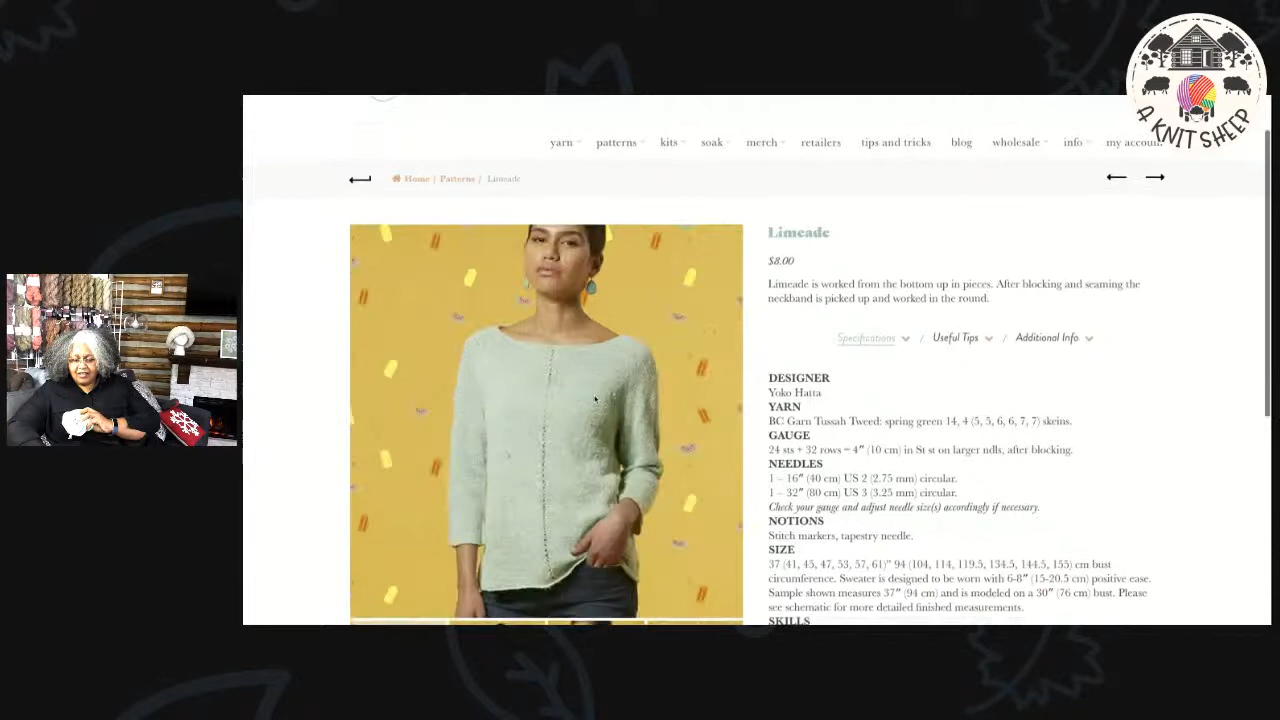 A KNIT SHEEP
yarn patterns kits soak merch retailers tips and tricks blog wholesale info my account
Home | Patterns / Limeade
Limeade
$8.00
Limeade is worked from the bottom up in pieces. After blocking and seaming the
neckband is picked up and worked in the round.
Specifications / Useful Tips / Additional Info
DESIGNER
Yoko Hatta
YARN
BC Garn Tussah Tweed: spring green 14, 4 (5, 5, 6, 6, 7, 7) skeins.
GAUGE
24 sts + 32 rows = 4″ (10 cm) in St st on larger ndls, after blocking.
NEEDLES
1 – 16″ (40 cm) US 2 (2.75 mm) circular.
1 – 32″ (80 cm) US 3 (3.25 mm) circular.
Check your gauge and adjust needle size(s) accordingly if necessary.
NOTIONS
Stitch markers, tapestry needle.
SIZE
37 (41, 45, 47, 53, 57, 61)" 94 (104, 114, 119.5, 134.5, 144.5, 155) cm bust
circumference. Sweater is designed to be worn with 6-8″ (15-20.5 cm) positive ease.
Sample shown measures 37″ (94 cm) and is modeled on a 30″ (76 cm) bust. Please
see schematic for more detailed finished measurements.
SKILLS